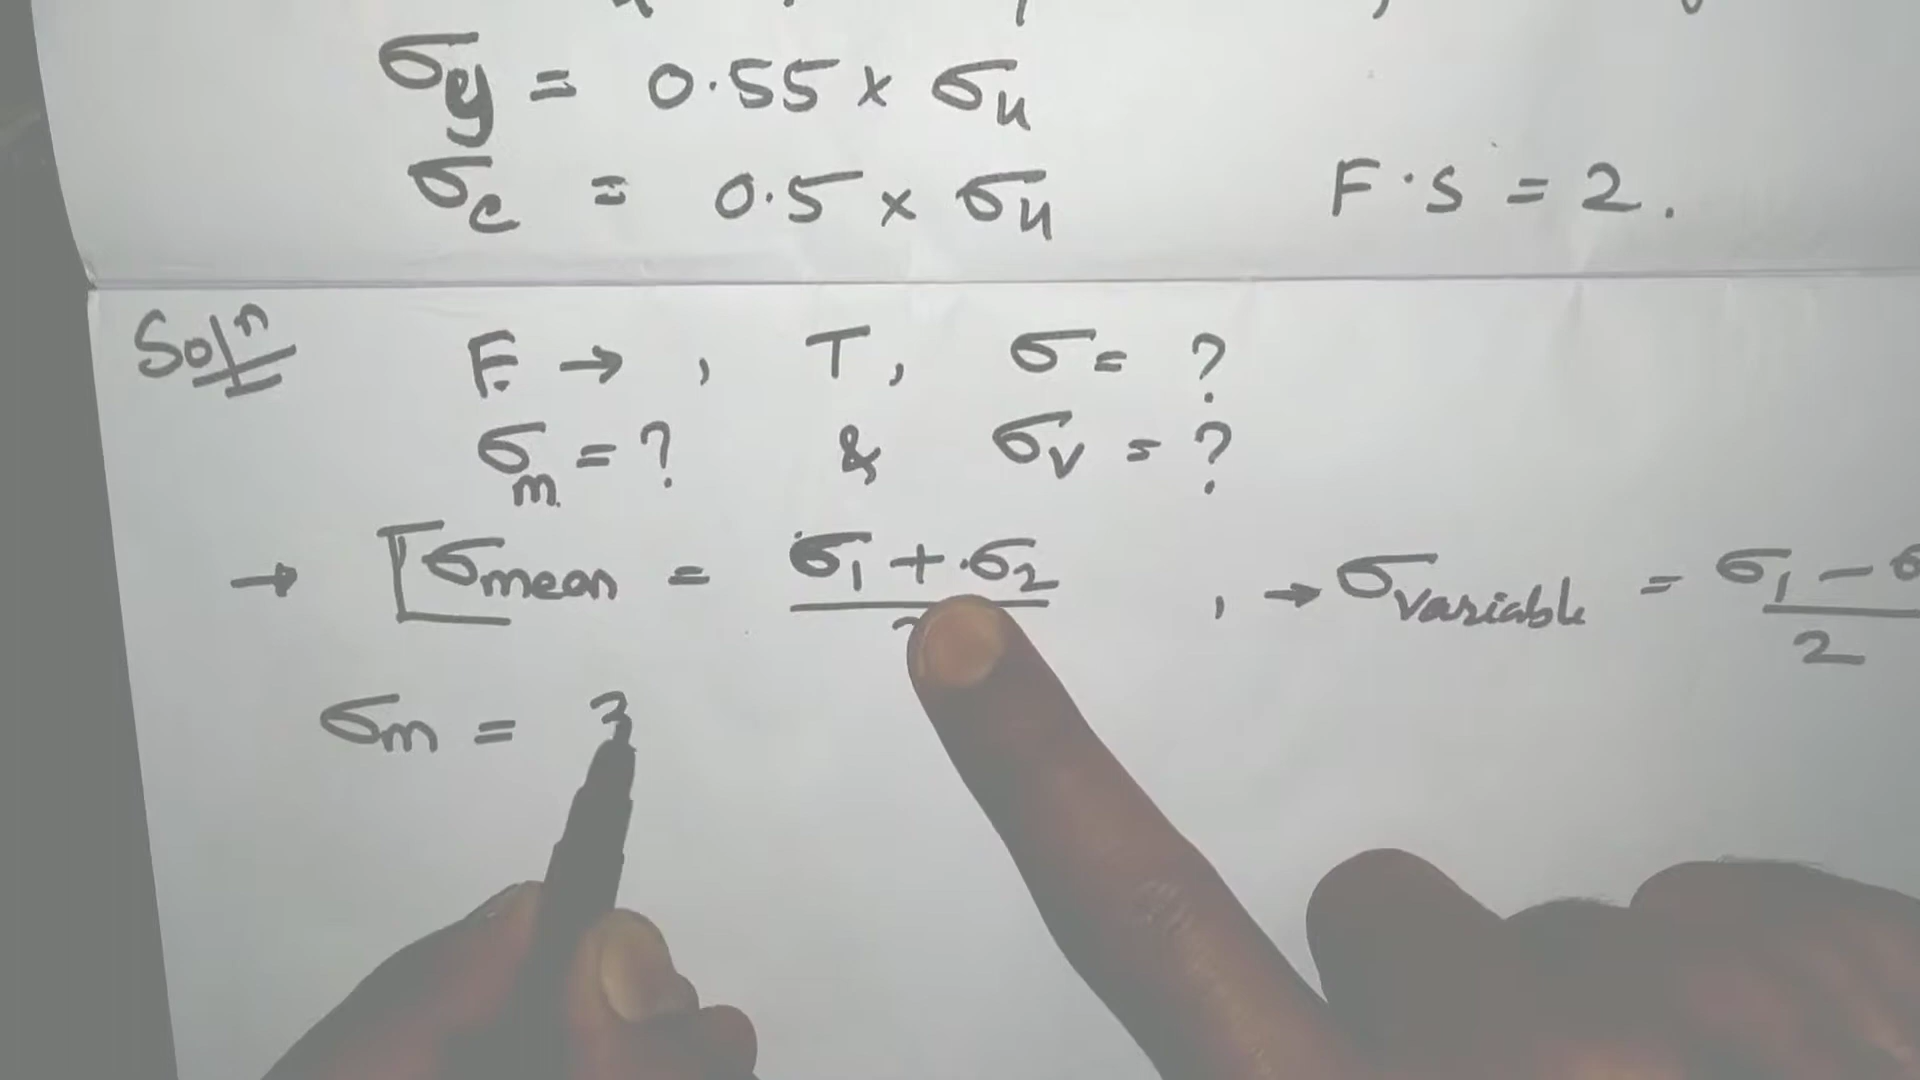 σy = 0.55 × σu
σe = 0.5 × σu F.S = 2.
Solⁿ F. → , T, σ = ?
σm = ? & σv = ?
→ σmean = σ1 + σ2 , → σvariable = σ1 −
2
σm = 3